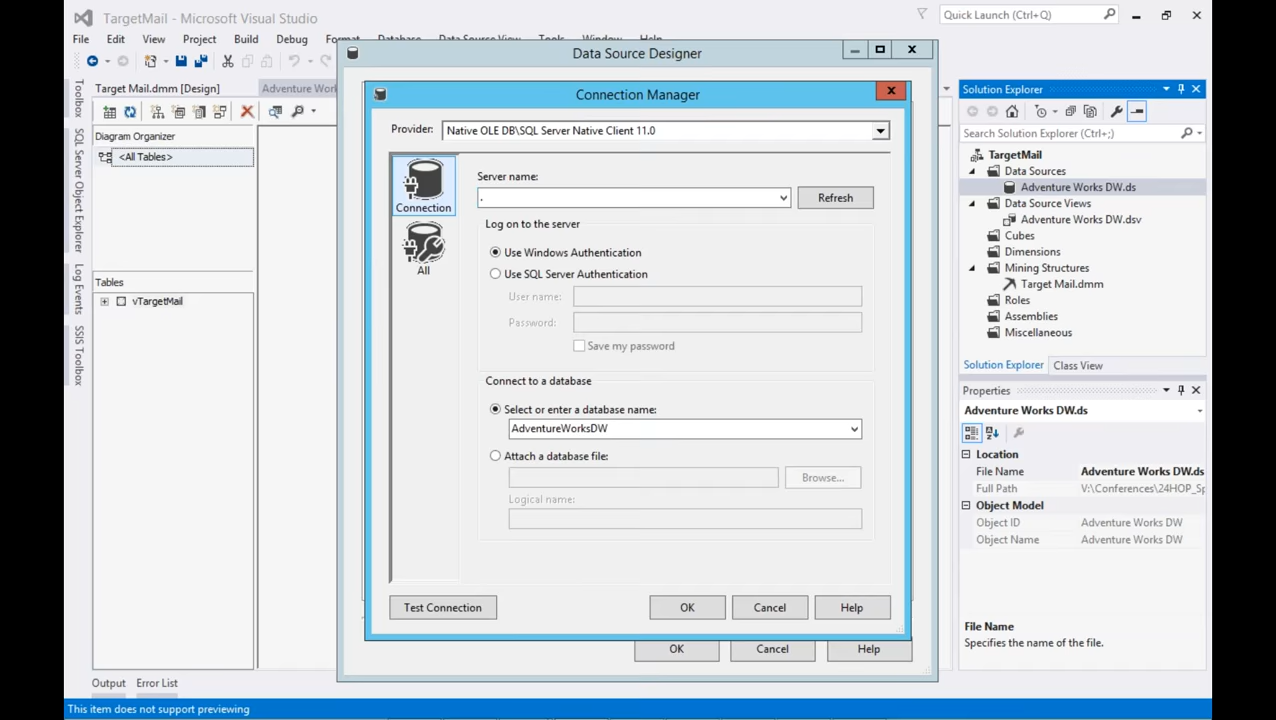 TargetMail - Microsoft Visual Studio
Quick Launch (Ctrl+Q)
File Edit View Project Build Debug Format Database Data Source View Tools Window Help
Target Mail.dmm [Design]
Adventure Wo
Toolbox
SQL Server Object Explorer
Log Events
SSIS Toolbox
Diagram Organizer
<All Tables>
Tables
vTargetMail
Data Source Designer
Connection Manager
Provider: Native OLE DB\SQL Server Native Client 11.0
Connection
All
Server name:
.
Refresh
Log on to the server
Use Windows Authentication
Use SQL Server Authentication
User name:
Password:
Save my password
Connect to a database
Select or enter a database name:
AdventureWorksDW
Attach a database file:
Browse...
Logical name:
Test Connection OK Cancel Help
OK Cancel Help
Solution Explorer
Search Solution Explorer (Ctrl+;)
TargetMail
Data Sources
Adventure Works DW.ds
Data Source Views
Adventure Works DW.dsv
Cubes
Dimensions
Mining Structures
Target Mail.dmm
Roles
Assemblies
Miscellaneous
Solution Explorer Class View
Properties
Adventure Works DW.ds
Location
File Name Adventure Works DW.ds
Full Path V:\Conferences\24HOP_Sp
Object Model
Object ID Adventure Works DW
Object Name Adventure Works DW
File Name
Specifies the name of the file.
Output Error List
This item does not support previewing